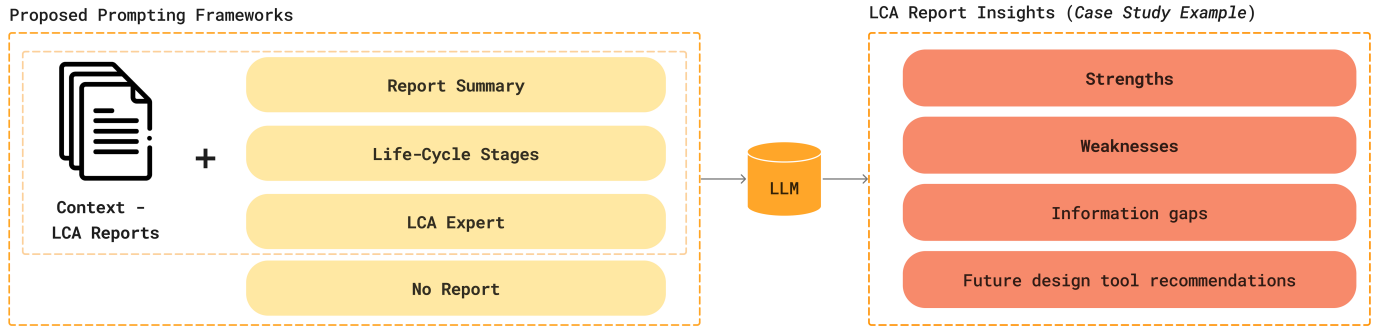 Proposed Prompting Frameworks
Context -
LCA Reports
+
Report Summary
Life-Cycle Stages
LCA Expert
No Report
LLM
LCA Report Insights (Case Study Example)
Strengths
Weaknesses
Information gaps
Future design tool recommendations